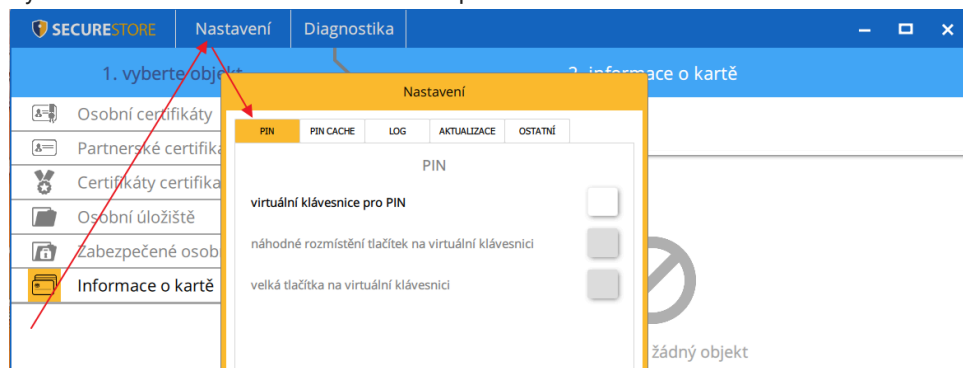 SECURESTORE Nastavení Diagnostika
1. vyberte objekt
informace o kartě
Osobní certifikáty
Partnerské certifiká
Certifikáty certifika
Osobní úložiště
Zabezpečené osob
Informace o kartě
Nastavení
PIN PIN CACHE LOG AKTUALIZACE OSTATNÍ
PIN
virtuální klávesnice pro PIN
náhodné rozmístění tlačítek na virtuální klávesnici
velká tlačítka na virtuální klávesnici
žádný objekt